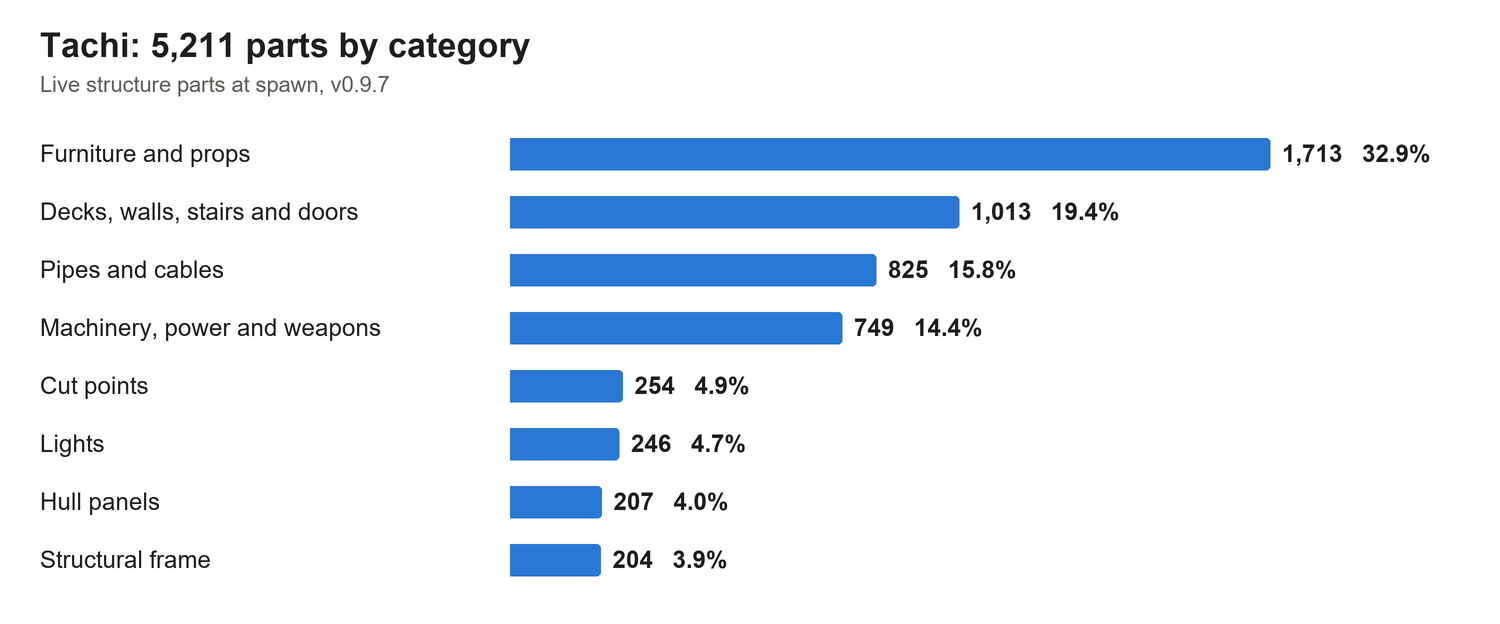 Tachi: 5,211 parts by category
Live structure parts at spawn, v0.9.7
Furniture and props 1,713 32.9%
Decks, walls, stairs and doors 1,013 19.4%
Pipes and cables 825 15.8%
Machinery, power and weapons 749 14.4%
Cut points 254 4.9%
Lights 246 4.7%
Hull panels 207 4.0%
Structural frame 204 3.9%